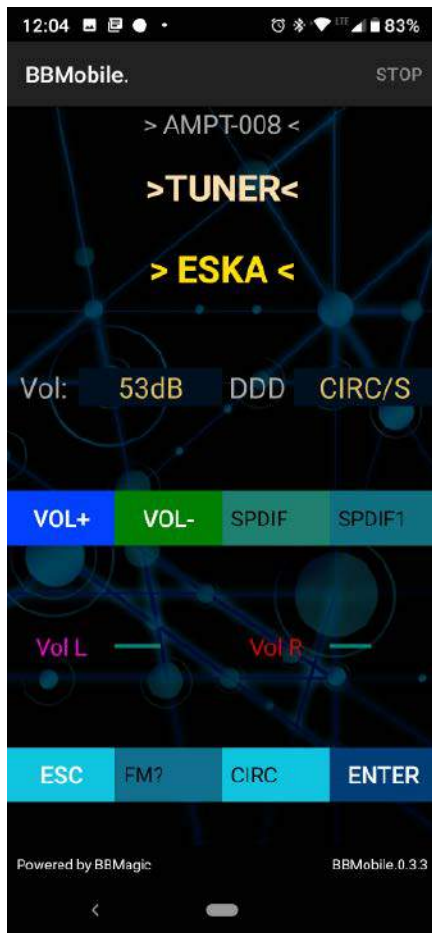 12:04 LTE 83%
BBMobile. STOP
> AMPT-008 <
>TUNER<
> ESKA <
Vol: 53dB DDD CIRC/S
VOL+ VOL- SPDIF SPDIF1
Vol L Vol R
ESC FM? CIRC ENTER
Powered by BBMagic BBMobile.0.3.3